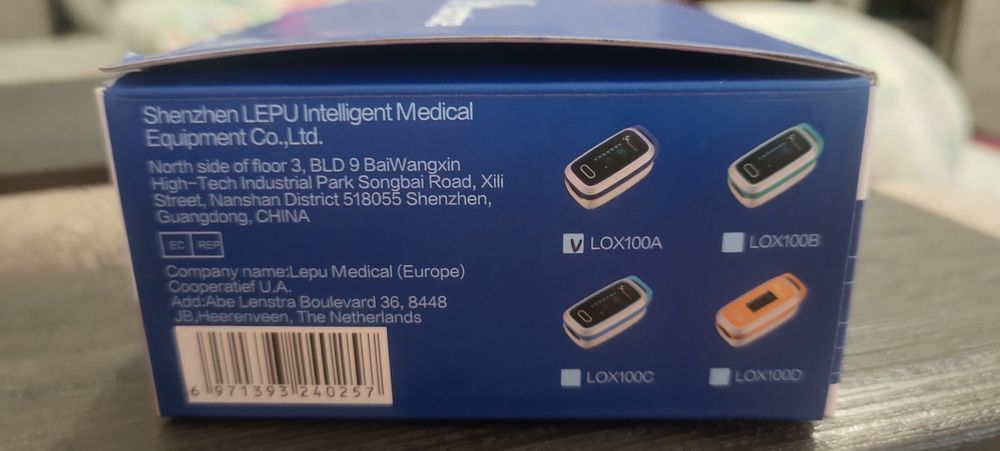 Shenzhen LEPU Intelligent Medical
Equipment Co.,Ltd.
North side of floor 3, BLD 9 BaiWangxin
High-Tech Industrial Park Songbai Road, Xili
Street, Nanshan District 518055 Shenzhen,
Guangdong, CHINA
EC REP
Company name:Lepu Medical (Europe)
Cooperatief U.A.
Add:Abe Lenstra Boulevard 36, 8448
JB,Heerenveen, The Netherlands
6 971393 240257
V LOX100A
LOX100B
LOX100C
LOX100D